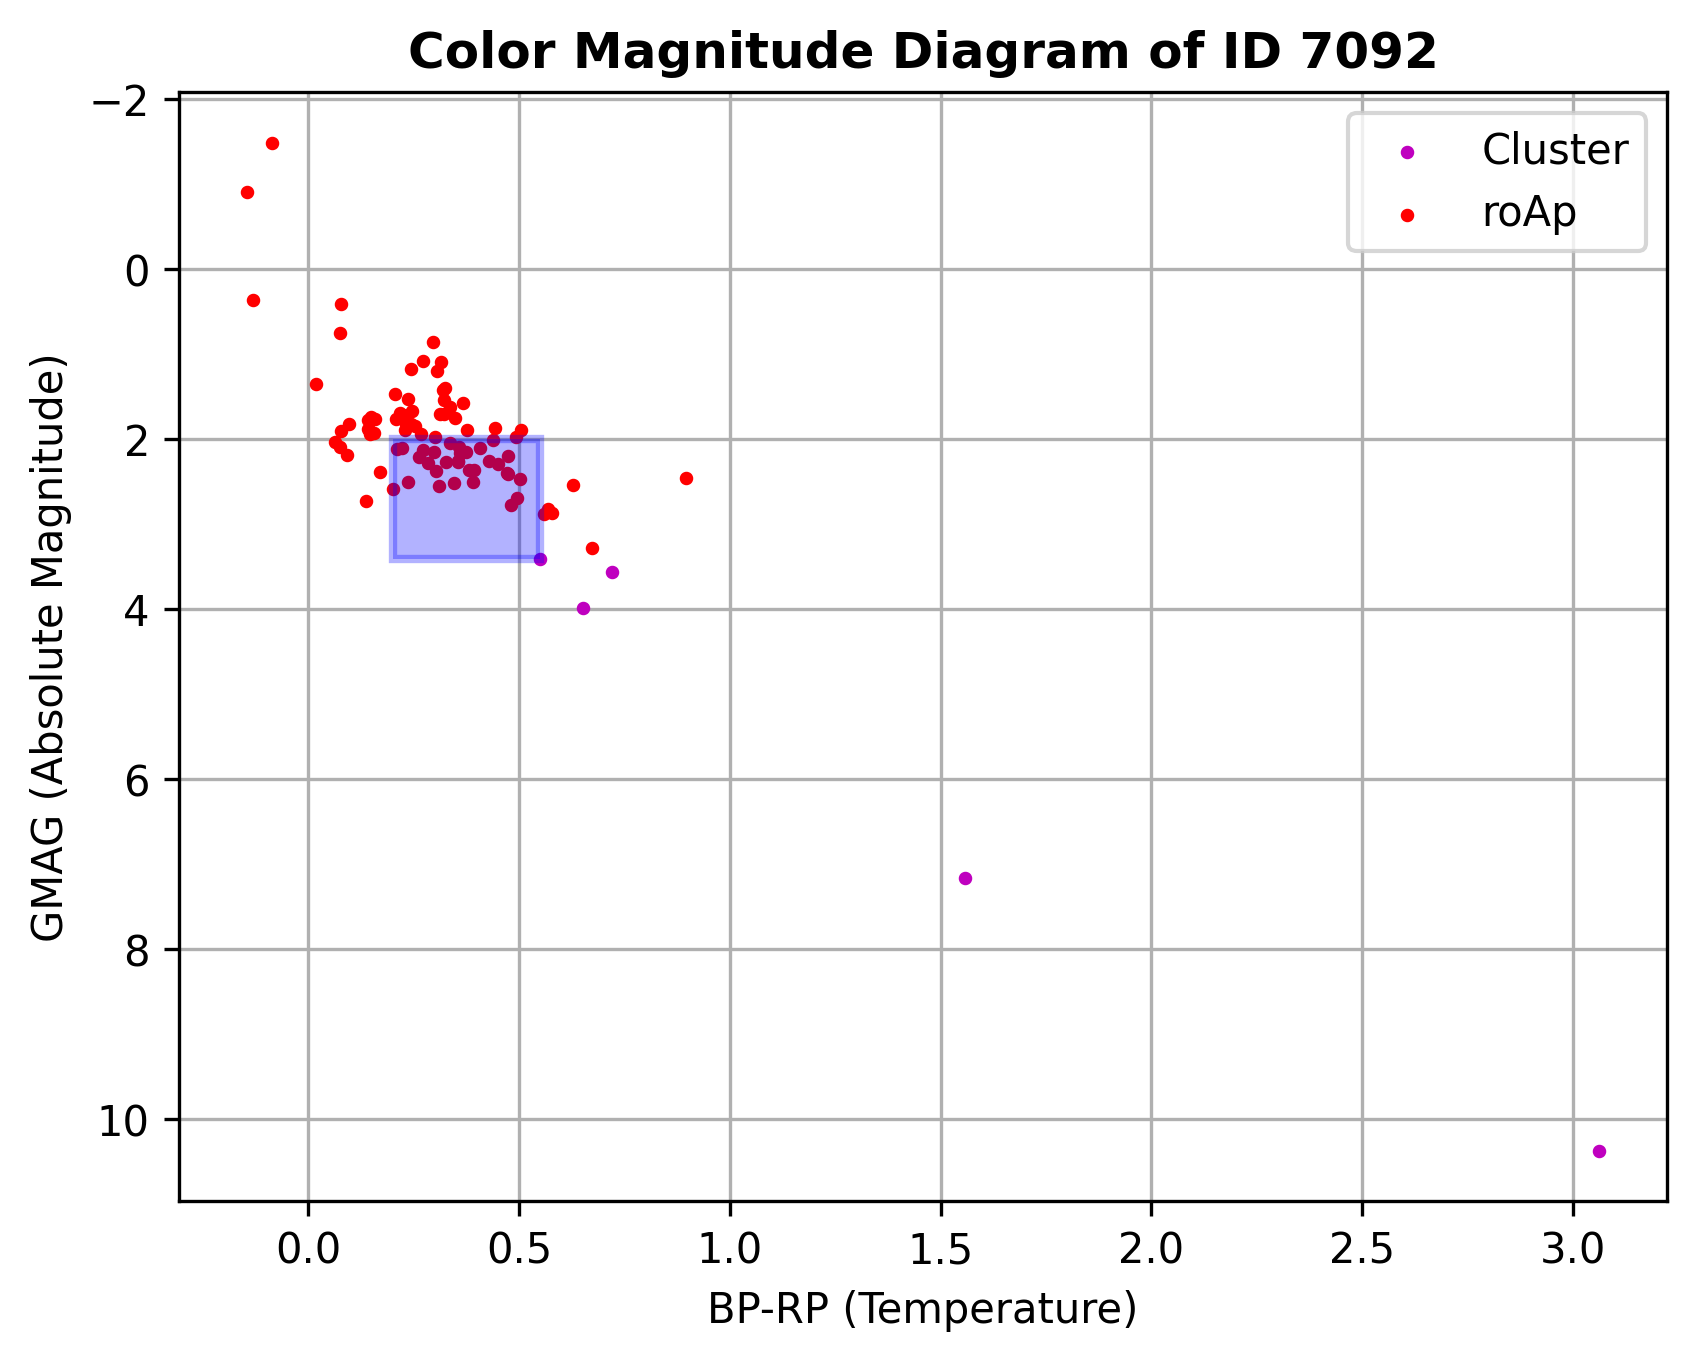 Color Magnitude Diagram of ID 7092
Cluster
roAp
−2
0
2
4
6
8
10
GMAG (Absolute Magnitude)
0.0 0.5 1.0 1.5 2.0 2.5 3.0
BP-RP (Temperature)